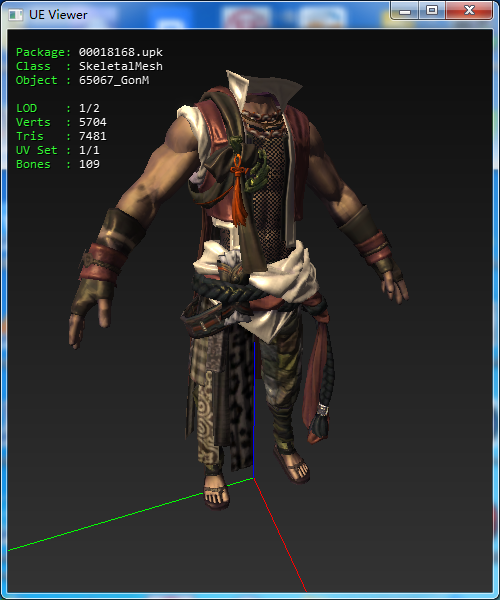 UE Viewer
Package: 00018168.upk
Class : SkeletalMesh
Object : 65067_GonM
LOD : 1/2
Verts : 5704
Tris : 7481
UV Set : 1/1
Bones : 109